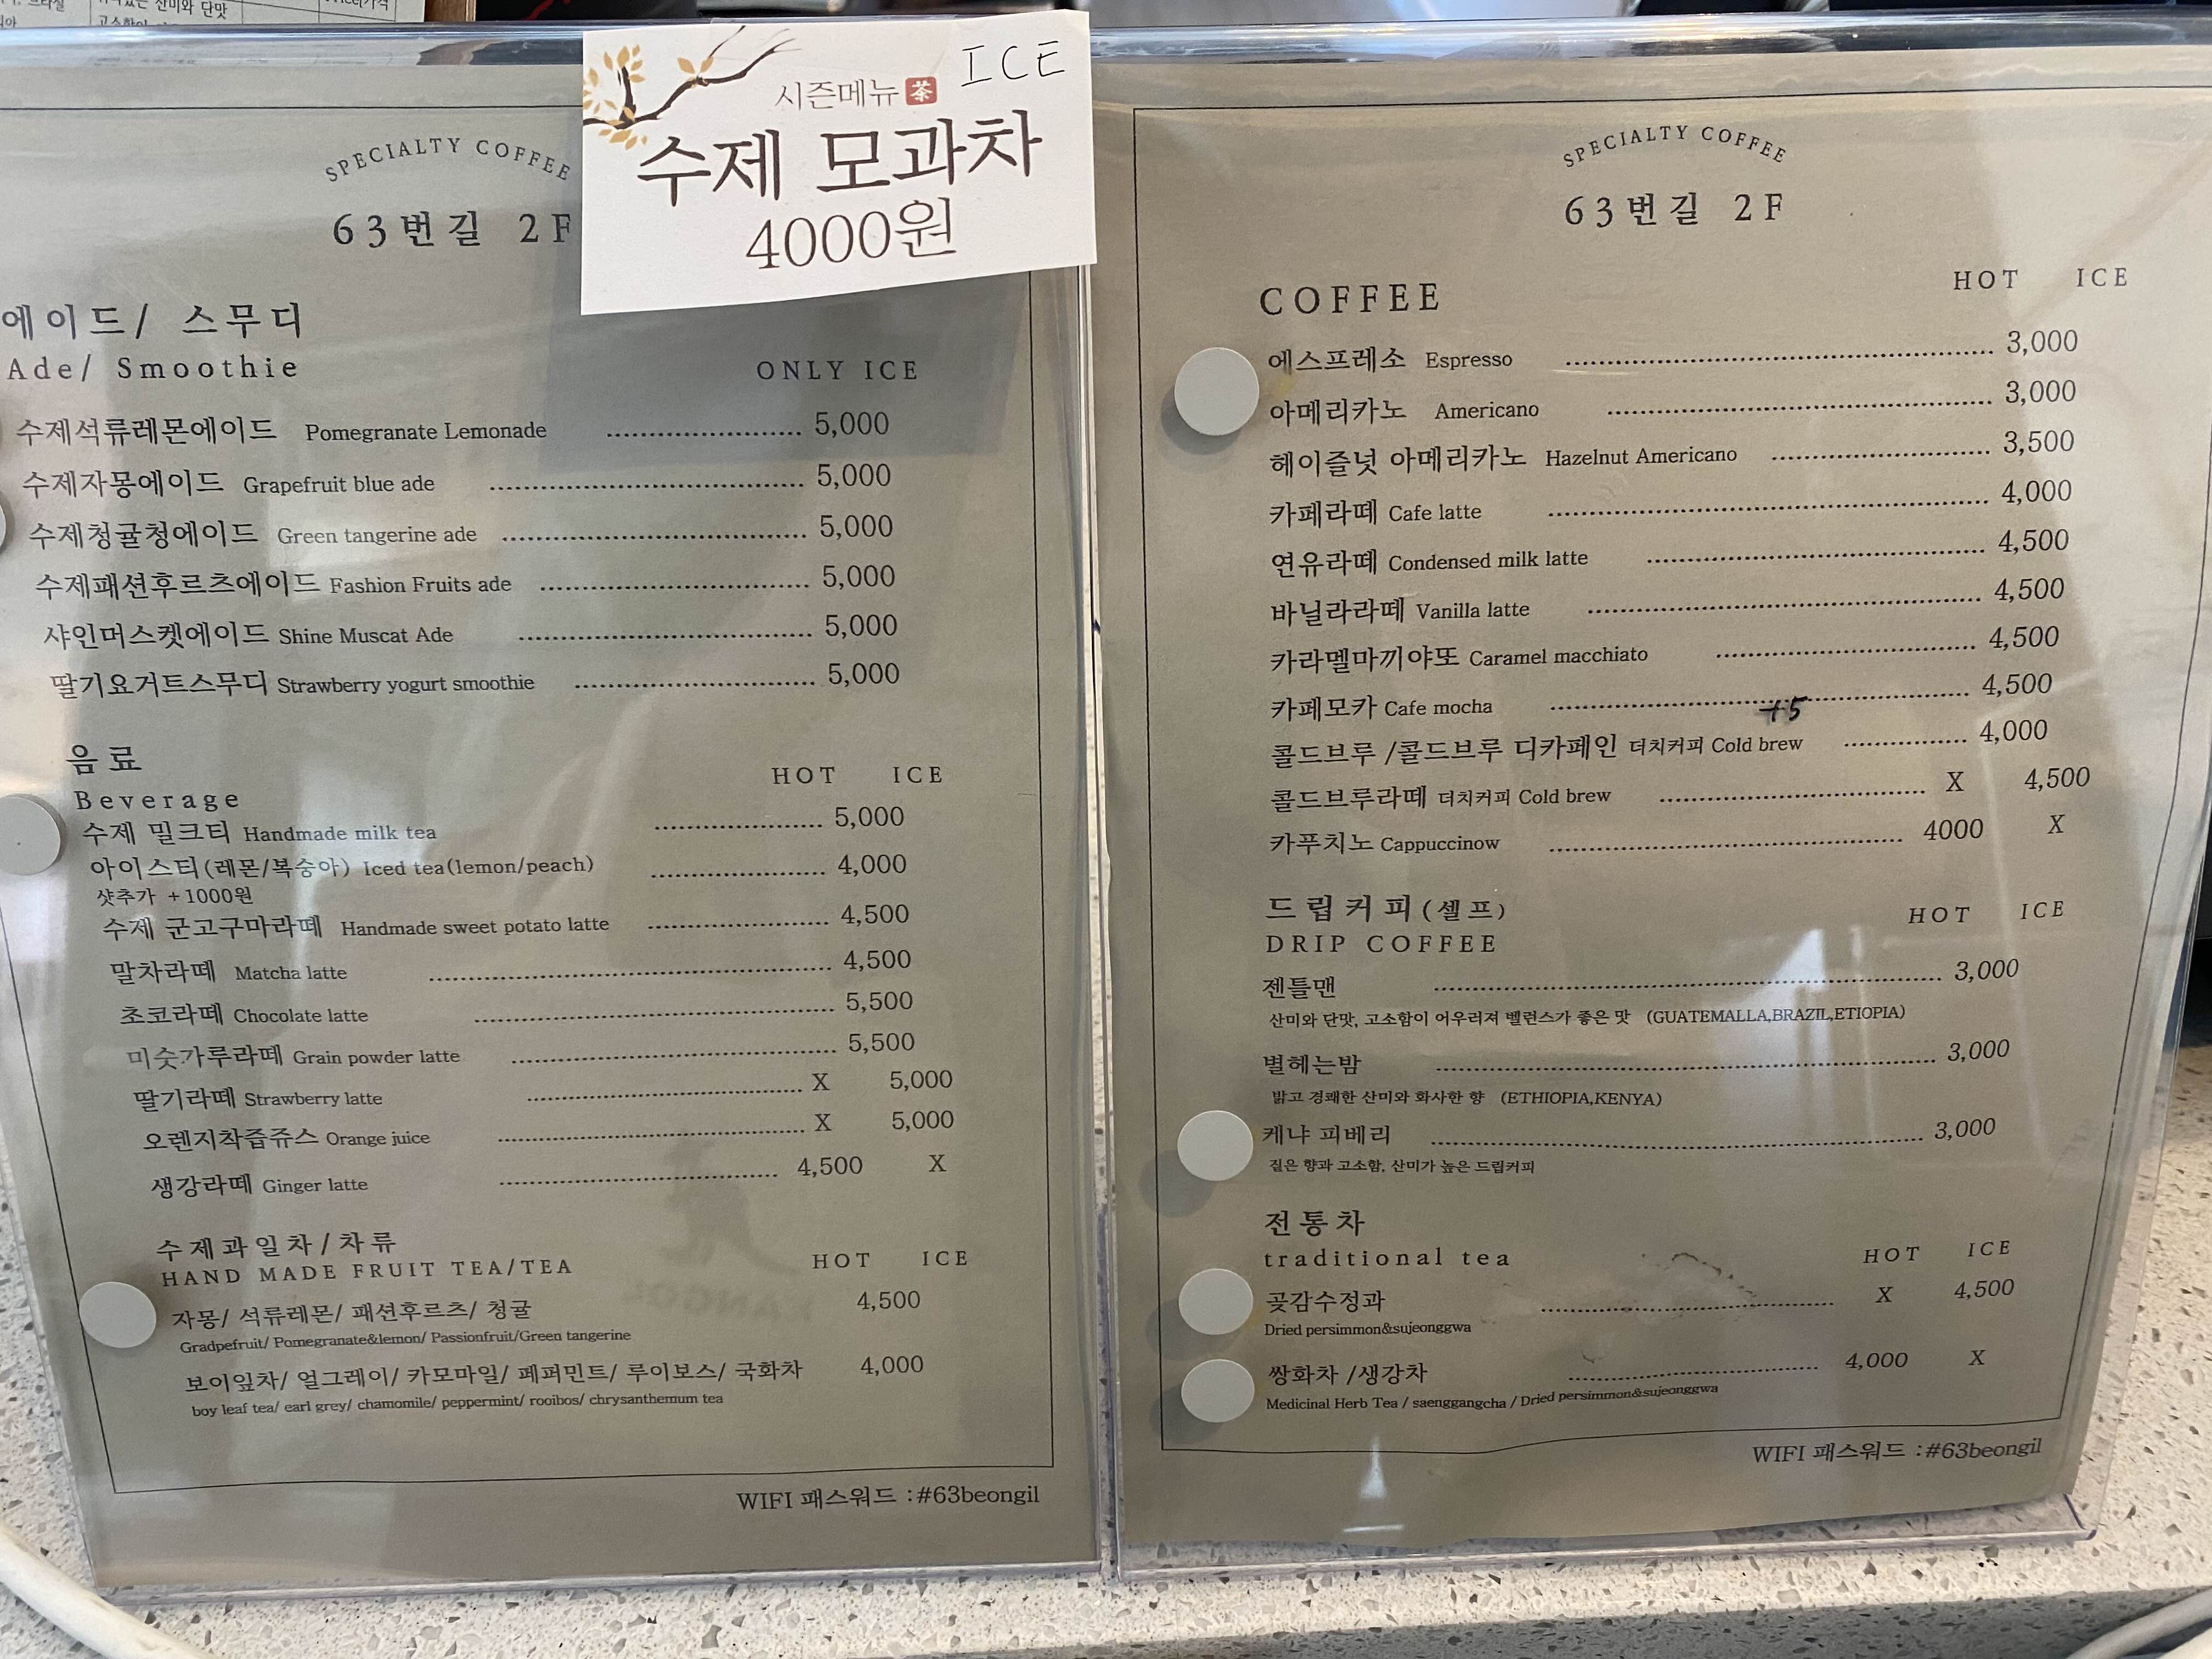 산미와 단맛
시즌메뉴 茶 ICE
수제 모과차
4000원
SPECIALTY COFFEE
63번길 2F
에이드/ 스무디
Ade/ Smoothie
ONLY ICE
수제석류레몬에이드 Pomegranate Lemonade 5,000
수제자몽에이드 Grapefruit blue ade 5,000
수제청귤청에이드 Green tangerine ade 5,000
수제패션후르츠에이드 Fashion Fruits ade 5,000
샤인머스켓에이드 Shine Muscat Ade 5,000
딸기요거트스무디 Strawberry yogurt smoothie 5,000
음료
HOT ICE
Beverage
수제 밀크티 Handmade milk tea 5,000
아이스티(레몬/복숭아) Iced tea(lemon/peach) 4,000
샷추가 +1000원
수제 군고구마라떼 Handmade sweet potato latte 4,500
말차라떼 Matcha latte 4,500
초코라떼 Chocolate latte 5,500
미숫가루라떼 Grain powder latte 5,500
딸기라떼 Strawberry latte X 5,000
오렌지착즙쥬스 Orange juice X 5,000
생강라떼 Ginger latte 4,500 X
수제과일차/차류
HAND MADE FRUIT TEA/TEA HOT ICE
자몽/ 석류레몬/ 패션후르츠/ 청귤 4,500
Gradpefruit/ Pomegranate&lemon/ Passionfruit/Green tangerine
보이잎차/ 얼그레이/ 카모마일/ 페퍼민트/ 루이보스/ 국화차 4,000
boy leaf tea/ earl grey/ chamomile/ peppermint/ rooibos/ chrysanthemum tea
WIFI 패스워드 :#63beongil
SPECIALTY COFFEE
63번길 2F
COFFEE HOT ICE
에스프레소 Espresso 3,000
아메리카노 Americano 3,000
헤이즐넛 아메리카노 Hazelnut Americano 3,500
카페라떼 Cafe latte 4,000
연유라떼 Condensed milk latte 4,500
바닐라라떼 Vanilla latte 4,500
카라멜마끼야또 Caramel macchiato 4,500
카페모카 Cafe mocha 4,500
+5
콜드브루 /콜드브루 디카페인 더치커피 Cold brew 4,000
콜드브루라떼 더치커피 Cold brew X 4,500
카푸치노 Cappuccinow 4000 X
드립커피(셀프) HOT ICE
DRIP COFFEE
젠틀맨 3,000
산미와 단맛, 고소함이 어우러져 벨런스가 좋은 맛 (GUATEMALLA,BRAZIL,ETIOPIA)
별헤는밤 3,000
밝고 경쾌한 산미와 화사한 향 (ETHIOPIA,KENYA)
케냐 피베리 3,000
짙은 향과 고소함, 산미가 높은 드립커피
전통차
traditional tea HOT ICE
곶감수정과 X 4,500
Dried persimmon&sujeonggwa
쌍화차 /생강차 4,000 X
Medicinal Herb Tea / saenggangcha / Dried persimmon&sujeonggwa
WIFI 패스워드 :#63beongil